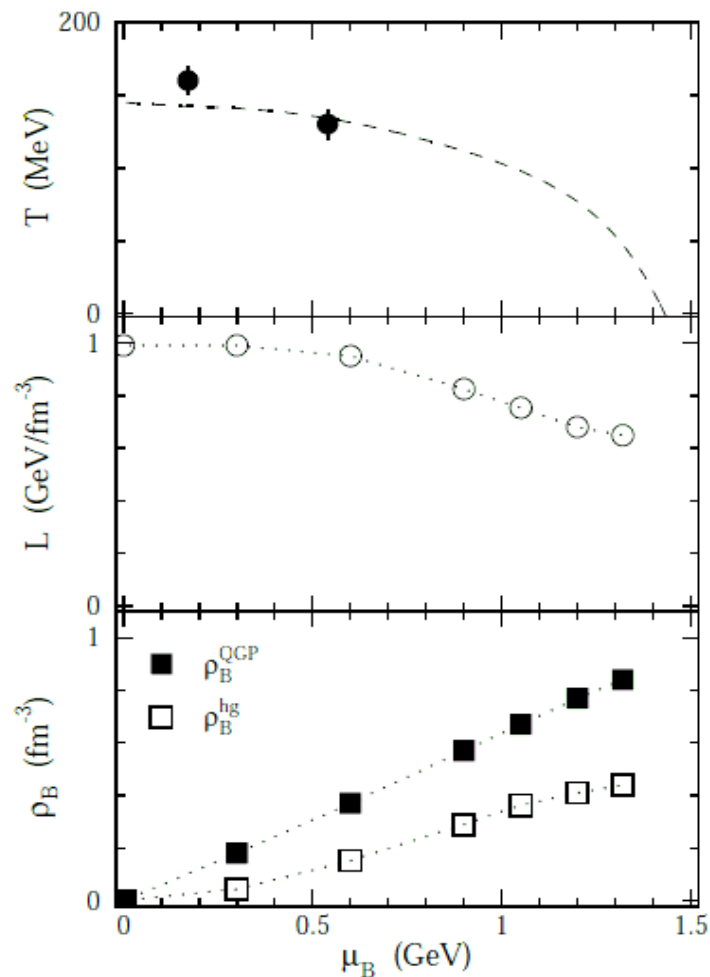 200
T (MeV)
0
1
L (GeV/fm⁻³)
0
1
ρ_B^QGP
ρ_B^hg
ρ_B (fm⁻³)
0
0 0.5 1 1.5
μ_B (GeV)